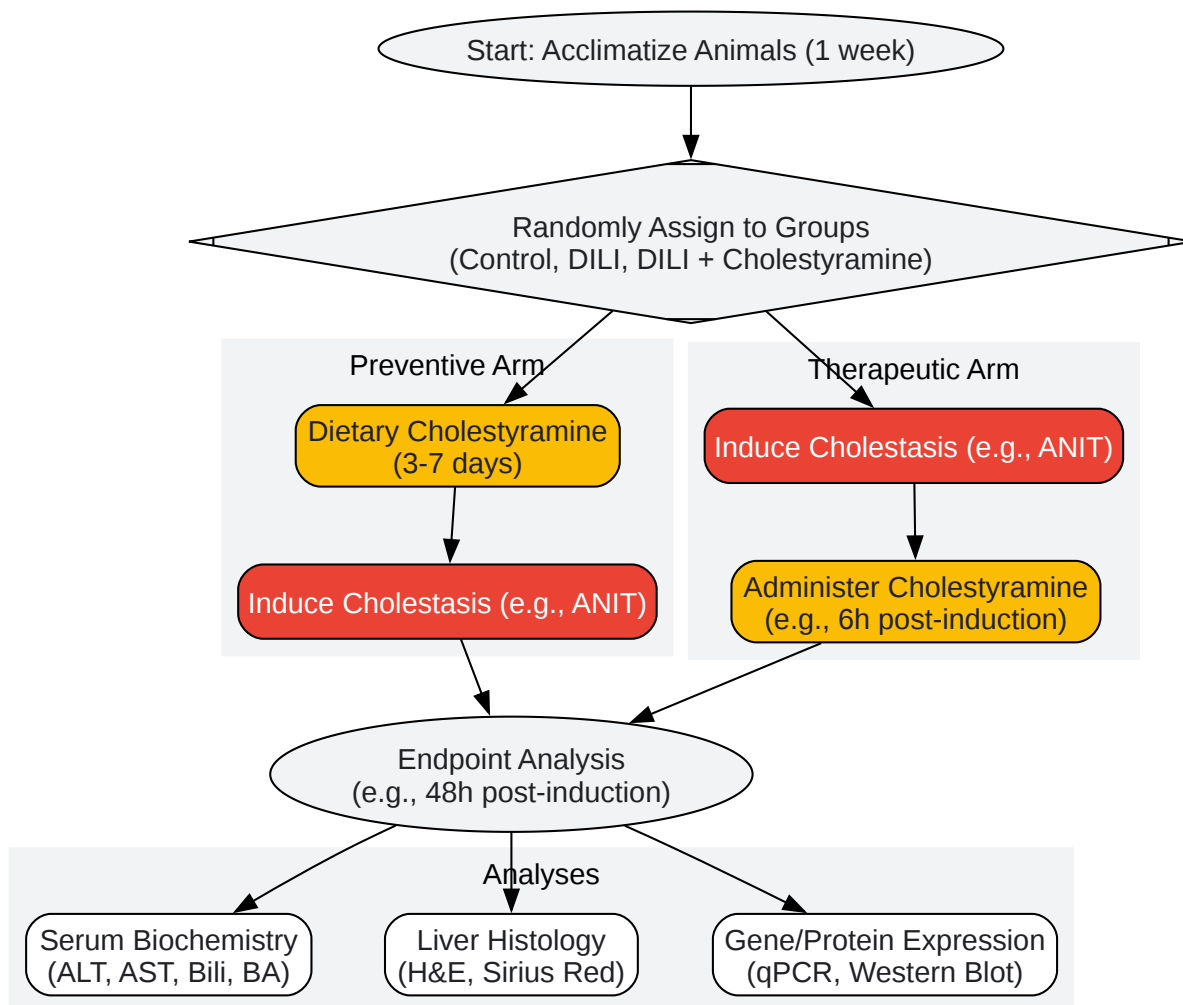 Start: Acclimatize Animals (1 week)
Randomly Assign to Groups
(Control, DILI, DILI + Cholestyramine)
Preventive Arm
Dietary Cholestyramine
(3-7 days)
Induce Cholestasis (e.g., ANIT)
Therapeutic Arm
Induce Cholestasis (e.g., ANIT)
Administer Cholestyramine
(e.g., 6h post-induction)
Endpoint Analysis
(e.g., 48h post-induction)
Analyses
Serum Biochemistry
(ALT, AST, Bili, BA)
Liver Histology
(H&E, Sirius Red)
Gene/Protein Expression
(qPCR, Western Blot)